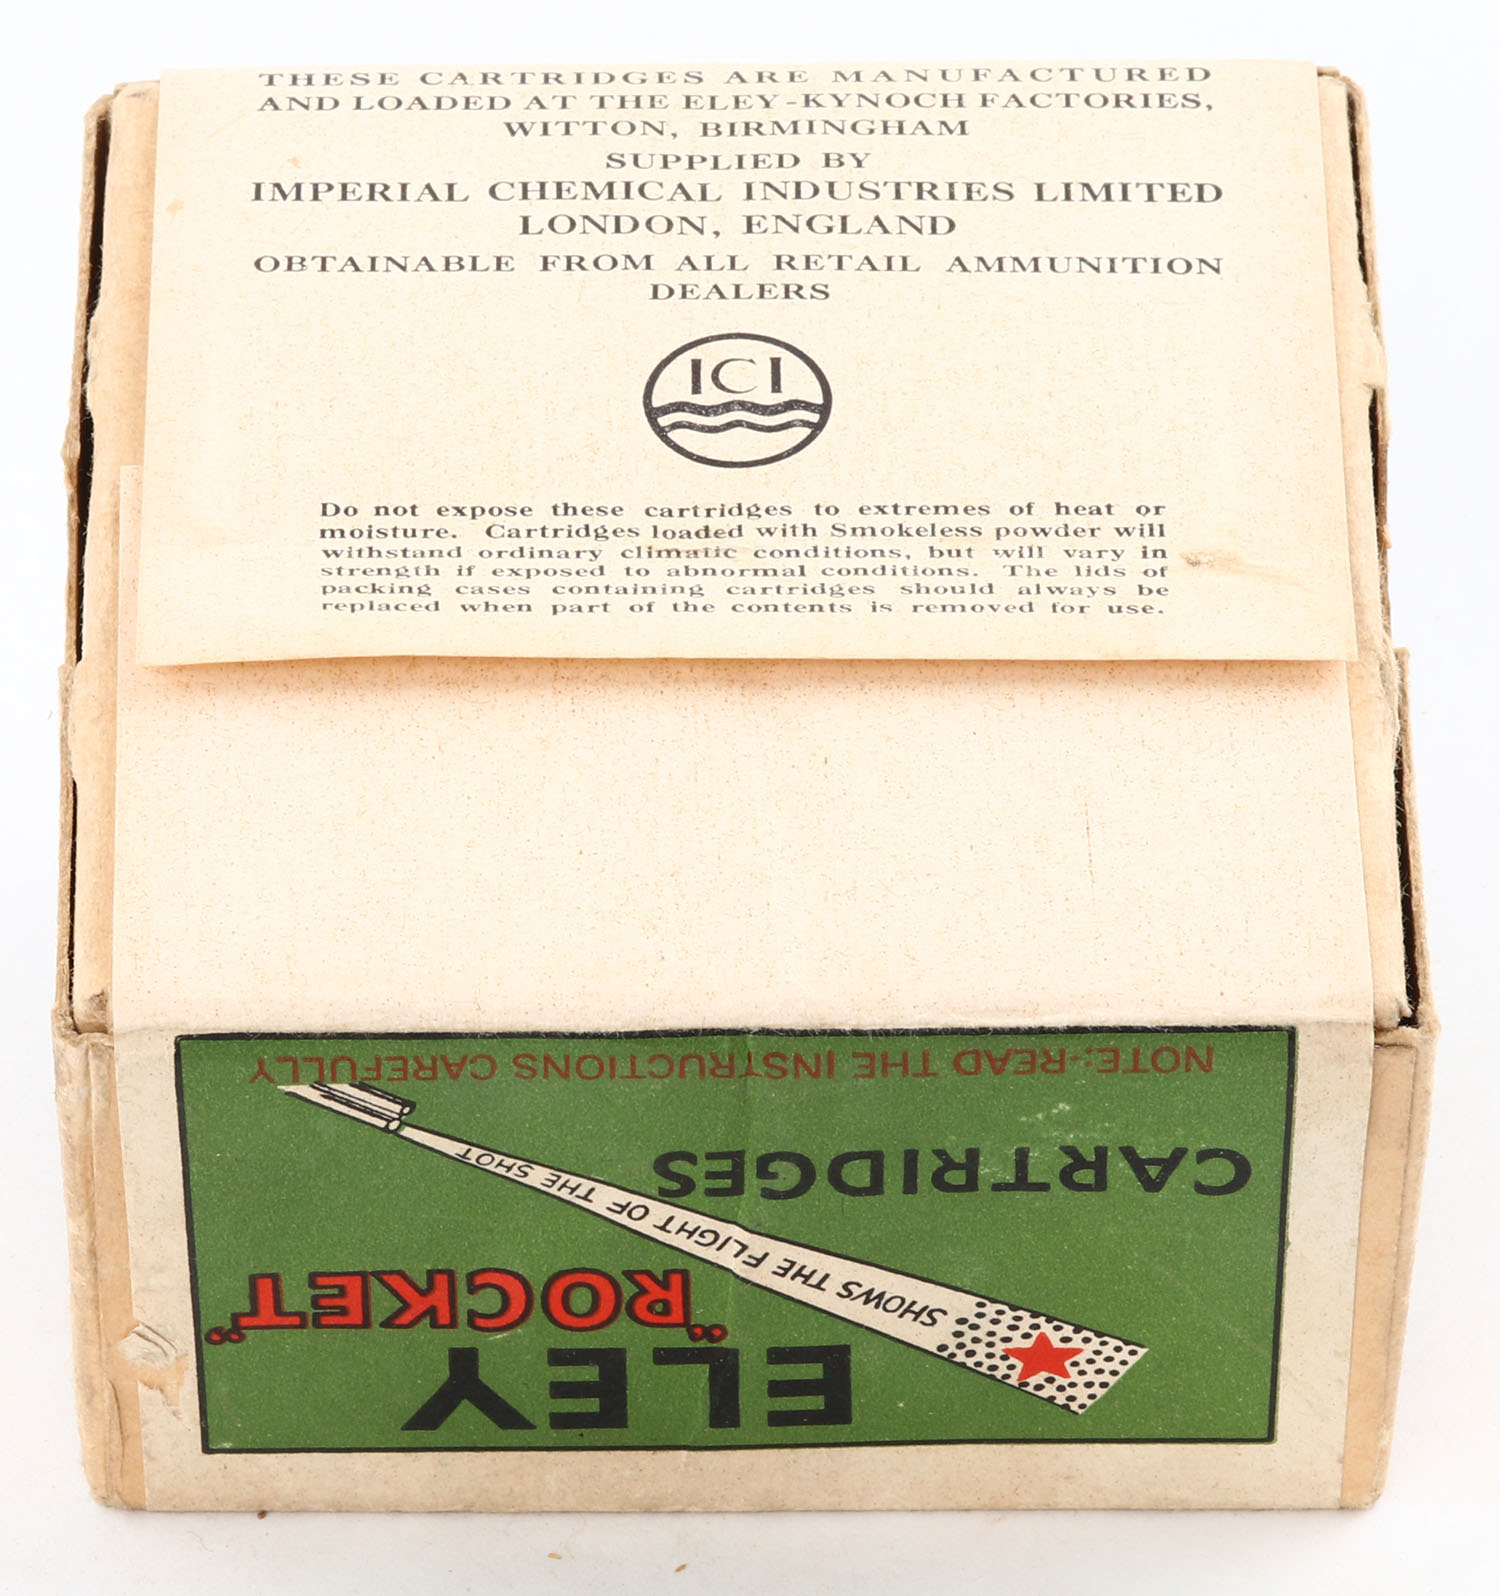 THESE CARTRIDGES ARE MANUFACTURED
AND LOADED AT THE ELEY-KYNOCH FACTORIES,
WITTON, BIRMINGHAM
SUPPLIED BY
IMPERIAL CHEMICAL INDUSTRIES LIMITED
LONDON, ENGLAND
OBTAINABLE FROM ALL RETAIL AMMUNITION
DEALERS
ICI
Do not expose these cartridges to extremes of heat or
moisture. Cartridges loaded with Smokeless powder will
withstand ordinary climatic conditions, but will vary in
strength if exposed to abnormal conditions. The lids of
packing cases containing cartridges should always be
replaced when part of the contents is removed for use.
ELEY
"ROCKET"
SHOWS THE FLIGHT OF THE SHOT
CARTRIDGES
NOTE:-READ THE INSTRUCTIONS CAREFULLY